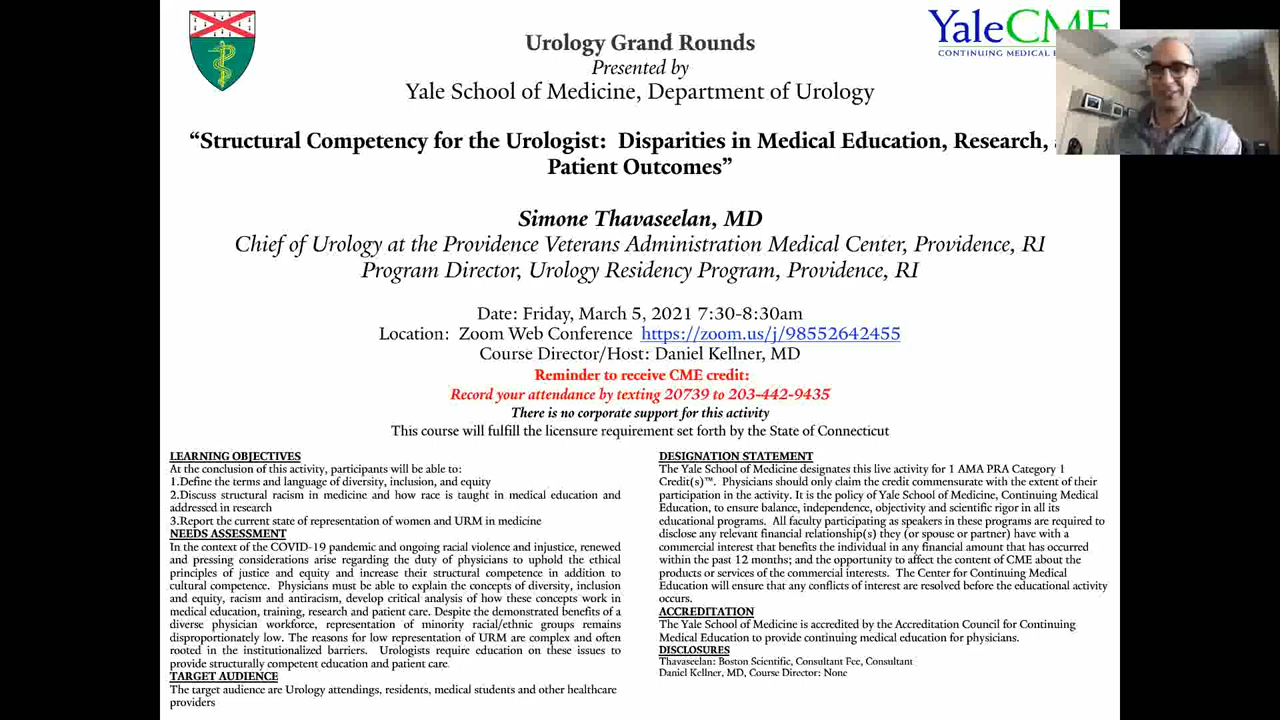 YaleCME
CONTINUING MEDICAL
Urology Grand Rounds
Presented by
Yale School of Medicine, Department of Urology
“Structural Competency for the Urologist: Disparities in Medical Education, Research,
Patient Outcomes”
Simone Thavaseelan, MD
Chief of Urology at the Providence Veterans Administration Medical Center, Providence, RI
Program Director, Urology Residency Program, Providence, RI
Date: Friday, March 5, 2021 7:30-8:30am
Location: Zoom Web Conference https://zoom.us/j/98552642455
Course Director/Host: Daniel Kellner, MD
Reminder to receive CME credit:
Record your attendance by texting 20739 to 203-442-9435
There is no corporate support for this activity
This course will fulfill the licensure requirement set forth by the State of Connecticut
LEARNING OBJECTIVES
At the conclusion of this activity, participants will be able to:
1.Define the terms and language of diversity, inclusion, and equity
2.Discuss structural racism in medicine and how race is taught in medical education and
addressed in research
3.Report the current state of representation of women and URM in medicine
NEEDS ASSESSMENT
In the context of the COVID-19 pandemic and ongoing racial violence and injustice, renewed
and pressing considerations arise regarding the duty of physicians to uphold the ethical
principles of justice and equity and increase their structural competence in addition to
cultural competence. Physicians must be able to explain the concepts of diversity, inclusion
and equity, racism and antiracism, develop critical analysis of how these concepts work in
medical education, training, research and patient care. Despite the demonstrated benefits of a
diverse physician workforce, representation of minority racial/ethnic groups remains
disproportionately low. The reasons for low representation of URM are complex and often
rooted in the institutionalized barriers. Urologists require education on these issues to
provide structurally competent education and patient care.
TARGET AUDIENCE
The target audience are Urology attendings, residents, medical students and other healthcare
providers
DESIGNATION STATEMENT
The Yale School of Medicine designates this live activity for 1 AMA PRA Category 1
Credit(s)™. Physicians should only claim the credit commensurate with the extent of their
participation in the activity. It is the policy of Yale School of Medicine, Continuing Medical
Education, to ensure balance, independence, objectivity and scientific rigor in all its
educational programs. All faculty participating as speakers in these programs are required to
disclose any relevant financial relationship(s) they (or spouse or partner) have with a
commercial interest that benefits the individual in any financial amount that has occurred
within the past 12 months; and the opportunity to affect the content of CME about the
products or services of the commercial interests. The Center for Continuing Medical
Education will ensure that any conflicts of interest are resolved before the educational activity
occurs.
ACCREDITATION
The Yale School of Medicine is accredited by the Accreditation Council for Continuing
Medical Education to provide continuing medical education for physicians.
DISCLOSURES
Thavaseelan: Boston Scientific, Consultant Fee, Consultant
Daniel Kellner, MD, Course Director: None